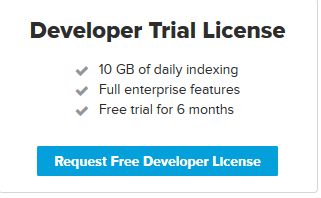 Developer Trial License
10 GB of daily indexing
Full enterprise features
Free trial for 6 months
Request Free Developer License